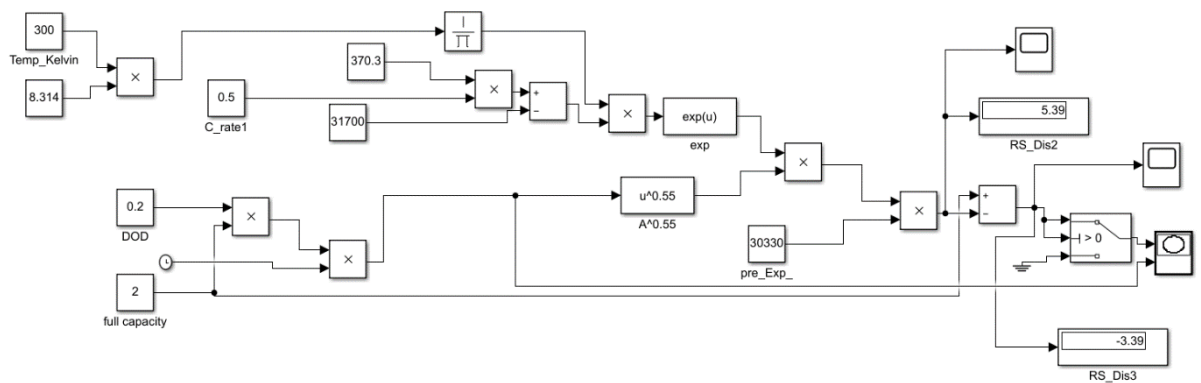 300
Temp_Kelvin
8.314
×
1
∏
370.3
×
0.5
C_rate1
31700
+
−
×
exp(u)
exp
×
5.39
RS_Dis2
0.2
DOD
×
×
2
full capacity
u^0.55
A^0.55
30330
pre_Exp_
×
+
−
> 0
-3.39
RS_Dis3